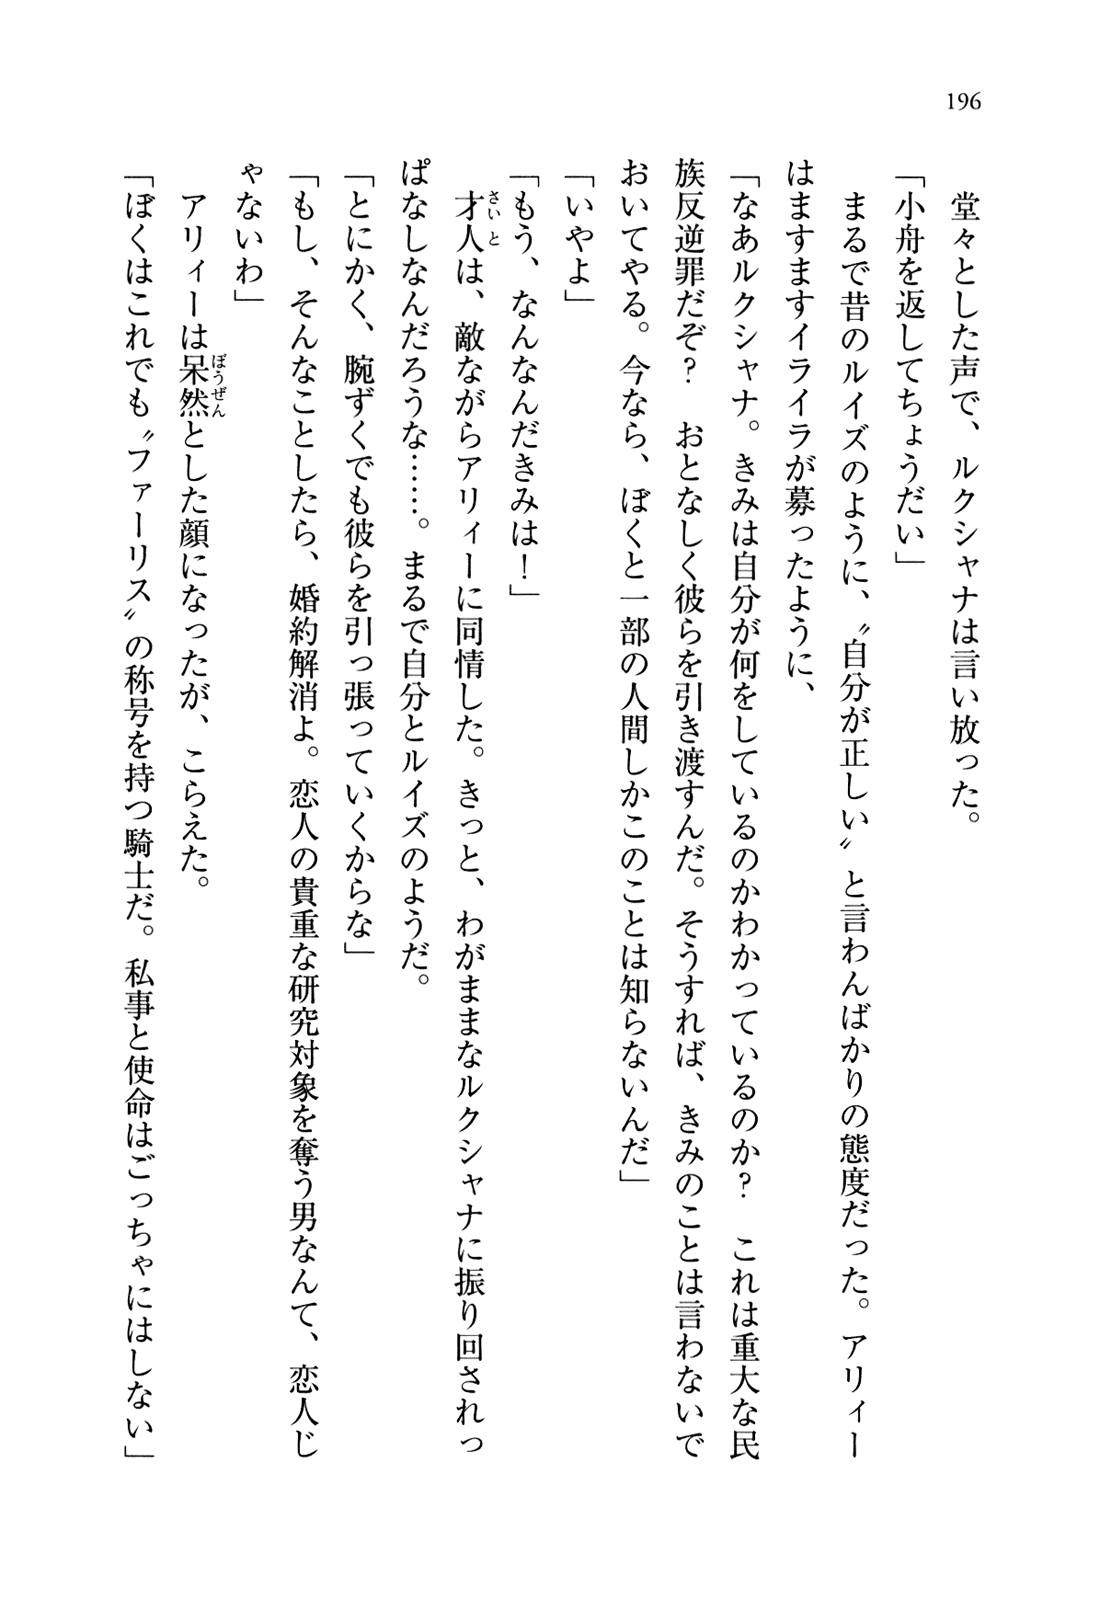 196
　堂々とした声で、ルクシャナは言い放った。
「小舟を返してちょうだい」
　まるで昔のルイズのように、〝自分が正しい〟と言わんばかりの態度だった。アリィー
はますますイライラが募ったように、
「なあルクシャナ。きみは自分が何をしているのかわかっているのか？　これは重大な民
族反逆罪だぞ？　おとなしく彼らを引き渡すんだ。そうすれば、きみのことは言わないで
おいてやる。今なら、ぼくと一部の人間しかこのことは知らないんだ」
「いやよ」
「もう、なんなんだきみは！」
　才人は、敵ながらアリィーに同情した。きっと、わがままなルクシャナに振り回されっ
さいと
ぱなしなんだろうな……。まるで自分とルイズのようだ。
「とにかく、腕ずくでも彼らを引っ張っていくからな」
「もし、そんなことしたら、婚約解消よ。恋人の貴重な研究対象を奪う男なんて、恋人じ
ゃないわ」
　アリィーは呆然とした顔になったが、こらえた。
ぼうぜん
「ぼくはこれでも〝ファーリス〟の称号を持つ騎士だ。私事と使命はごっちゃにはしない」